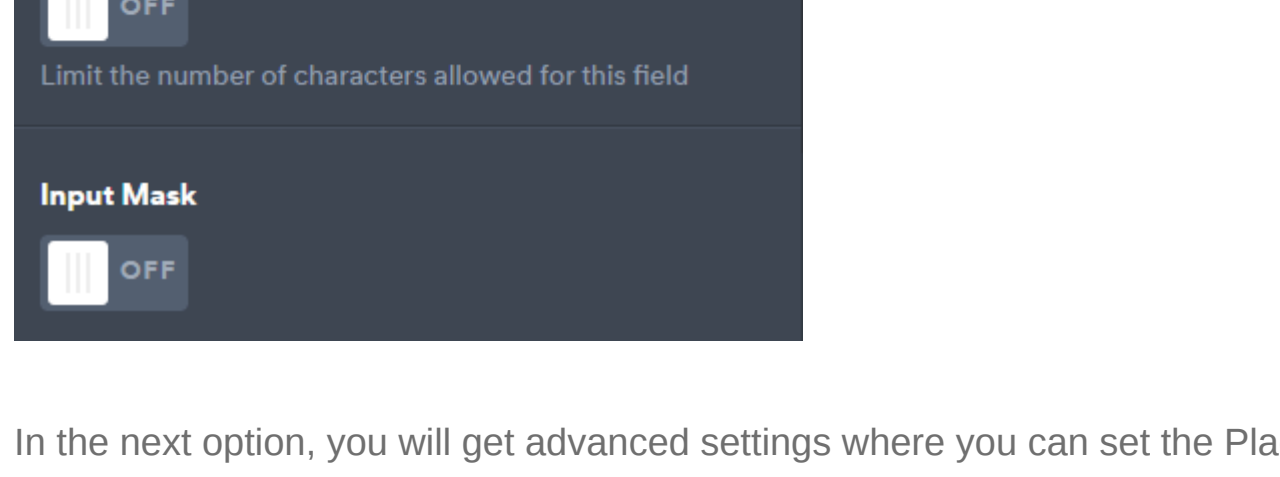 OFF
Limit the number of characters allowed for this field
Input Mask
OFF
In the next option, you will get advanced settings where you can set the Pla